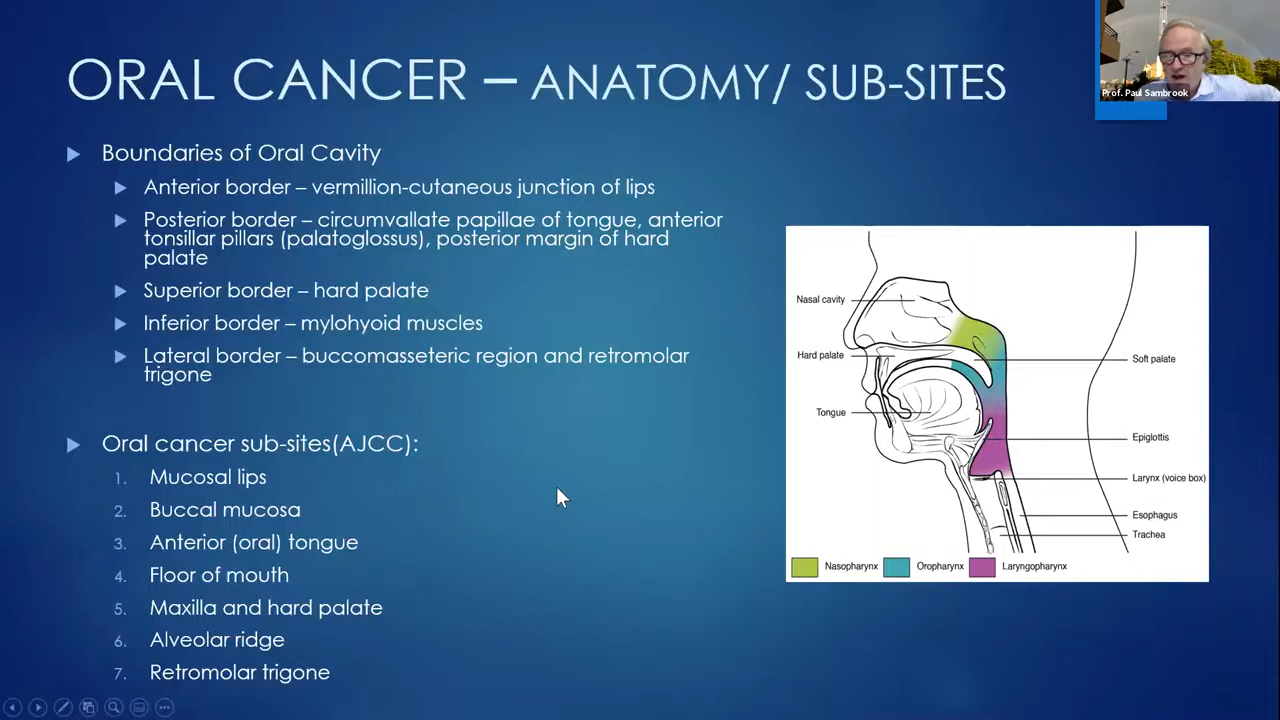 ORAL CANCER – ANATOMY/ SUB-SITES
Prof. Paul Sambrook
Boundaries of Oral Cavity
Anterior border – vermillion-cutaneous junction of lips
Posterior border – circumvallate papillae of tongue, anterior
tonsillar pillars (palatoglossus), posterior margin of hard
palate
Superior border – hard palate
Inferior border – mylohyoid muscles
Lateral border – buccomasseteric region and retromolar
trigone
Oral cancer sub-sites(AJCC):
1. Mucosal lips
2. Buccal mucosa
3. Anterior (oral) tongue
4. Floor of mouth
5. Maxilla and hard palate
6. Alveolar ridge
7. Retromolar trigone
Nasal cavity
Hard palate
Tongue
Soft palate
Epiglottis
Larynx (voice box)
Esophagus
Trachea
Nasopharynx Oropharynx Laryngopharynx